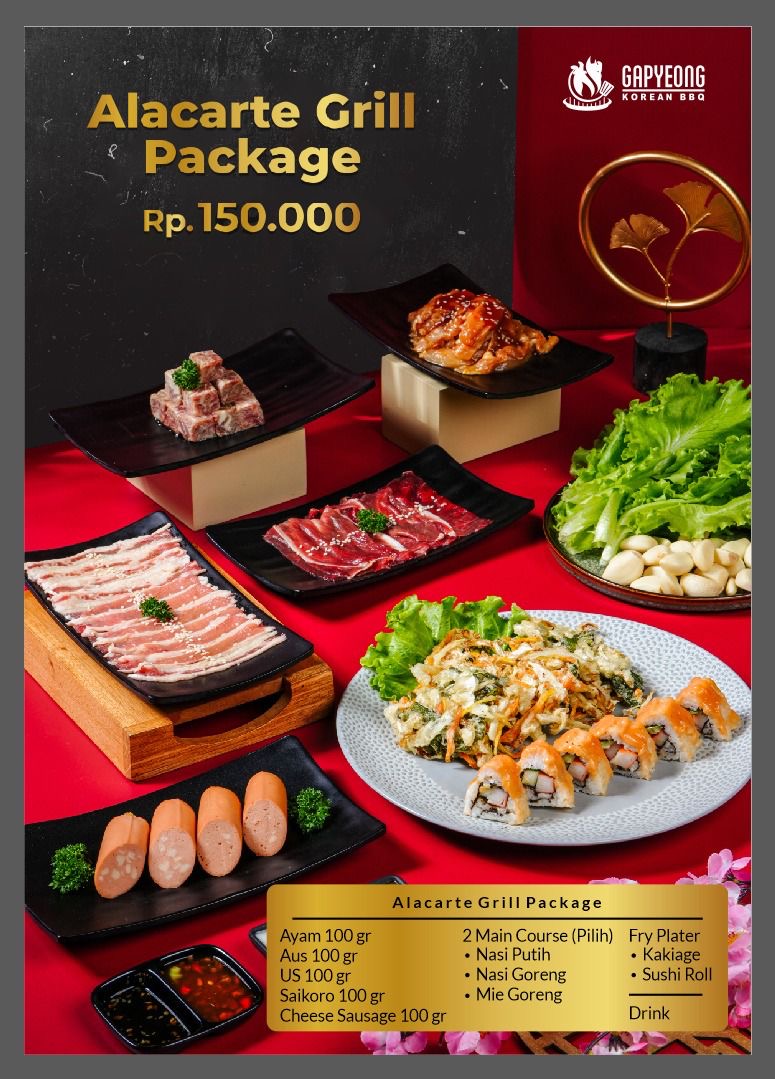 GAPYEONG
KOREAN BBQ
Alacarte Grill
Package
Rp.150.000
Alacarte Grill Package
Ayam 100 gr
Aus 100 gr
US 100 gr
Saikoro 100 gr
Cheese Sausage 100 gr
2 Main Course (Pilih)
• Nasi Putih
• Nasi Goreng
• Mie Goreng
Fry Plater
• Kakiage
• Sushi Roll
Drink